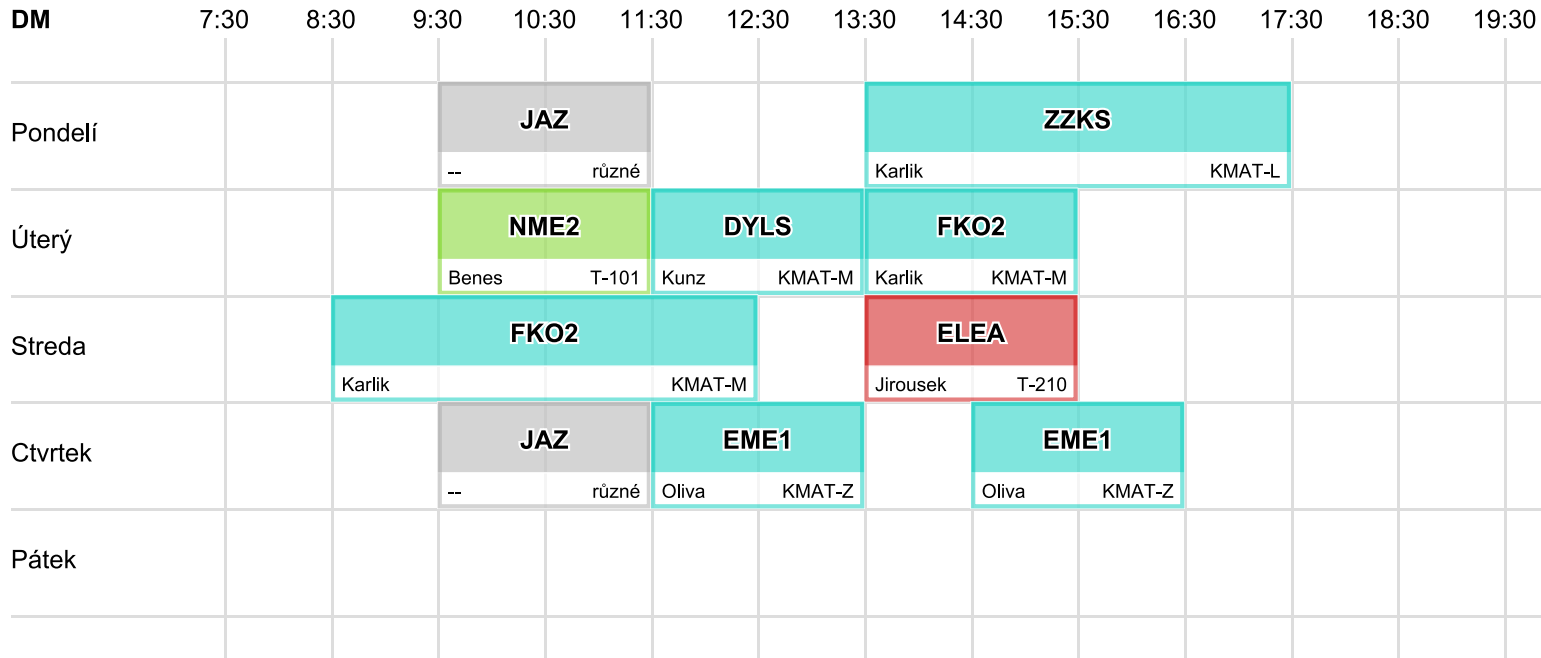 DM 7:30 8:30 9:30 10:30 11:30 12:30 13:30 14:30 15:30 16:30 17:30 18:30 19:30
Pondelí
JAZ
-- různé
ZZKS
Karlik KMAT-L
Úterý
NME2
Benes T-101
DYLS
Kunz KMAT-M
FKO2
Karlik KMAT-M
Streda
FKO2
Karlik KMAT-M
ELEA
Jirousek T-210
Ctvrtek
JAZ
-- různé
EME1
Oliva KMAT-Z
EME1
Oliva KMAT-Z
Pátek